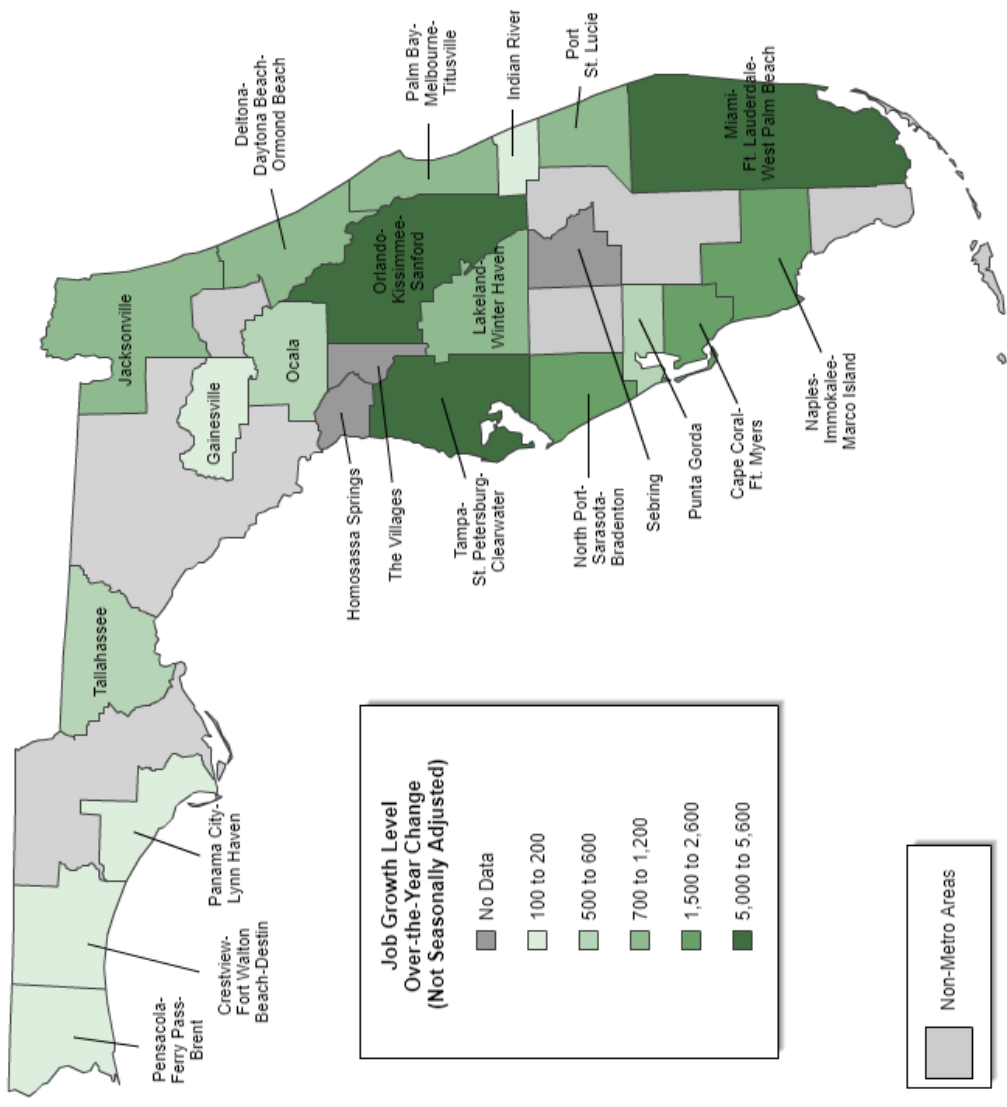 Pensacola-
Ferry Pass-
Brent
Crestview-
Fort Walton
Beach-Destin
Panama City-
Lynn Haven
Tallahassee
Gainesville
Jacksonville
Ocala
Deltona-
Daytona Beach-
Ormond Beach
Palm Bay-
Melbourne-
Titusville
Indian River
Port
St. Lucie
Orlando-
Kissimmee-
Sanford
Lakeland-
Winter Haven
Miami-
Ft. Lauderdale-
West Palm Beach
Homosassa Springs
The Villages
Tampa-
St. Petersburg-
Clearwater
North Port-
Sarasota-
Bradenton
Sebring
Punta Gorda
Cape Coral-
Ft. Myers
Naples-
Immokalee-
Marco Island
Job Growth Level
Over-the-Year Change
(Not Seasonally Adjusted)
No Data
100 to 200
500 to 600
700 to 1,200
1,500 to 2,600
5,000 to 5,600
Non-Metro Areas